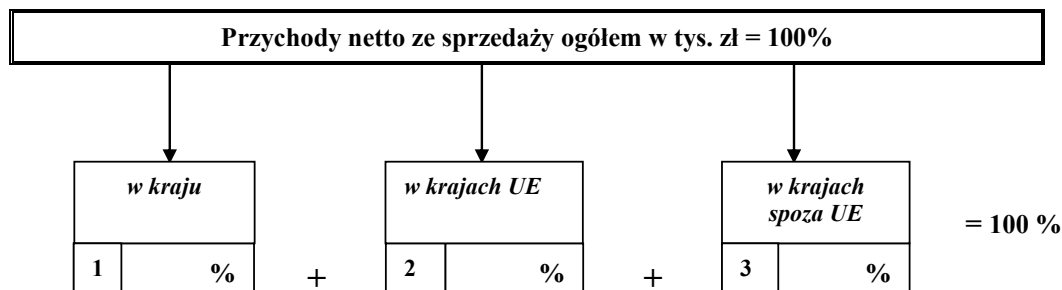 Przychody netto ze sprzedaży ogółem w tys. zł = 100%
w kraju
w krajach UE
w krajach
spoza UE
= 100 %
1 % + 2 % + 3 %